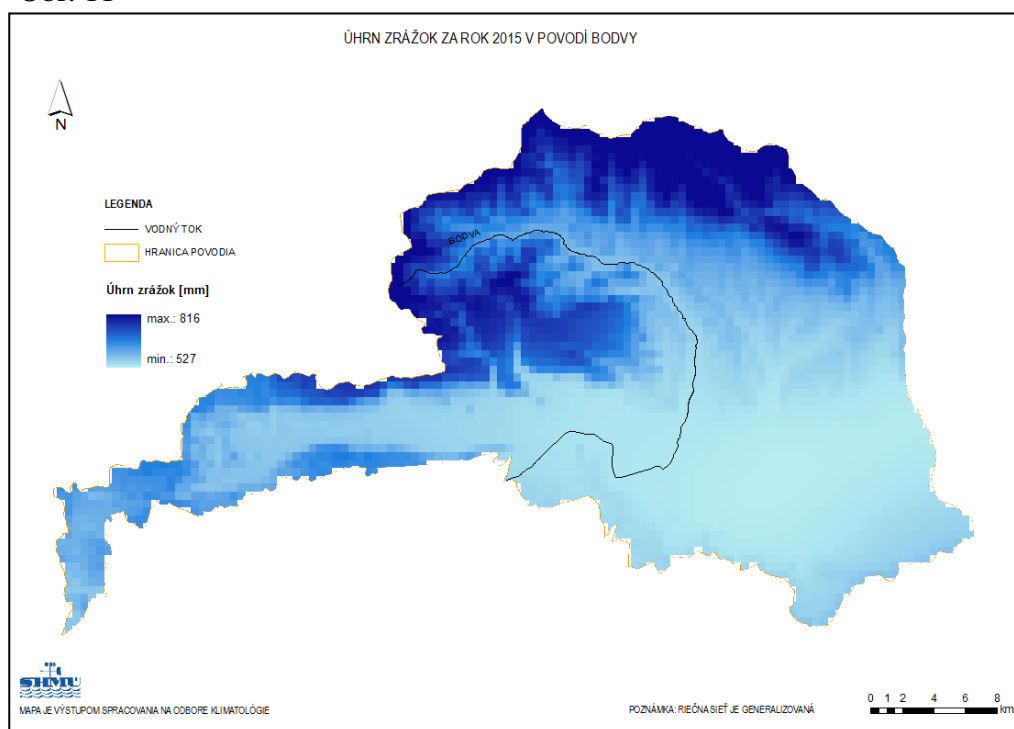 ÚHRN ZRÁŽOK ZA ROK 2015 V POVODÍ BODVY
N
LEGENDA
VODNÝ TOK
HRANICA POVODIA
BODVA
Úhrn zrážok [mm]
max.: 816
min.: 527
SHMÚ
MAPA JE VÝSTUPOM SPRACOVANIA NA ODBORE KLIMATOLÓGIE
POZNÁMKA: RIEČNA SIEŤ JE GENERALIZOVANÁ
0 1 2 4 6 8
km